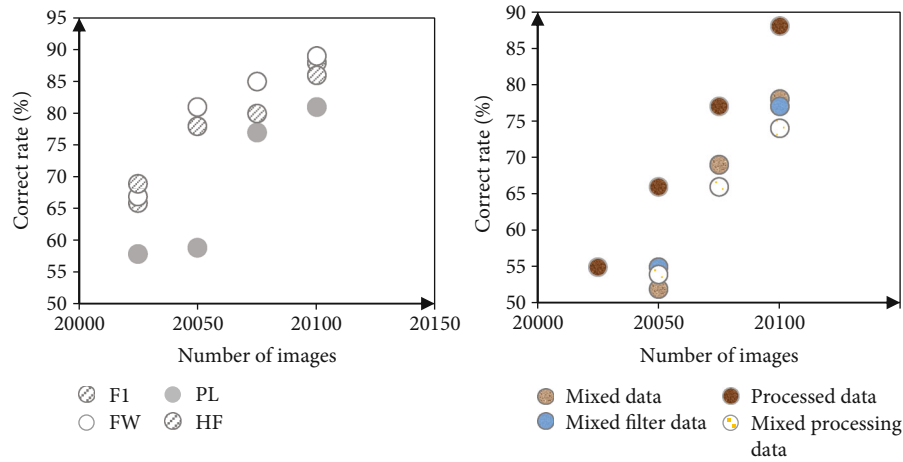 95
90
85
80
75
70
65
60
55
50
Correct rate (%)
20000 20050 20100 20150
Number of images
F1 PL
FW HF
90
85
80
75
70
65
60
55
50
Correct rate (%)
20000 20050 20100
Number of images
Mixed data Processed data
Mixed filter data Mixed processing
data